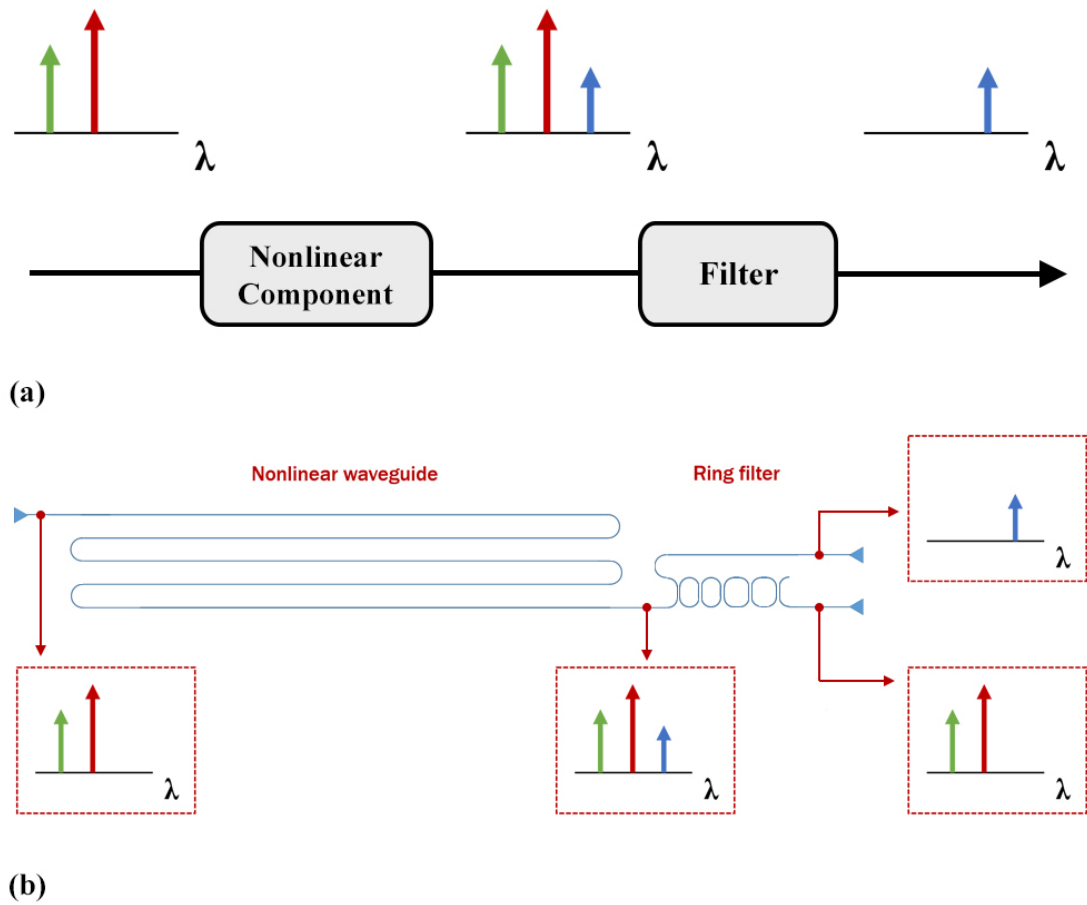 λ
λ
λ
Nonlinear
Component
Filter
(a)
Nonlinear waveguide
Ring filter
λ
λ
λ
λ
(b)